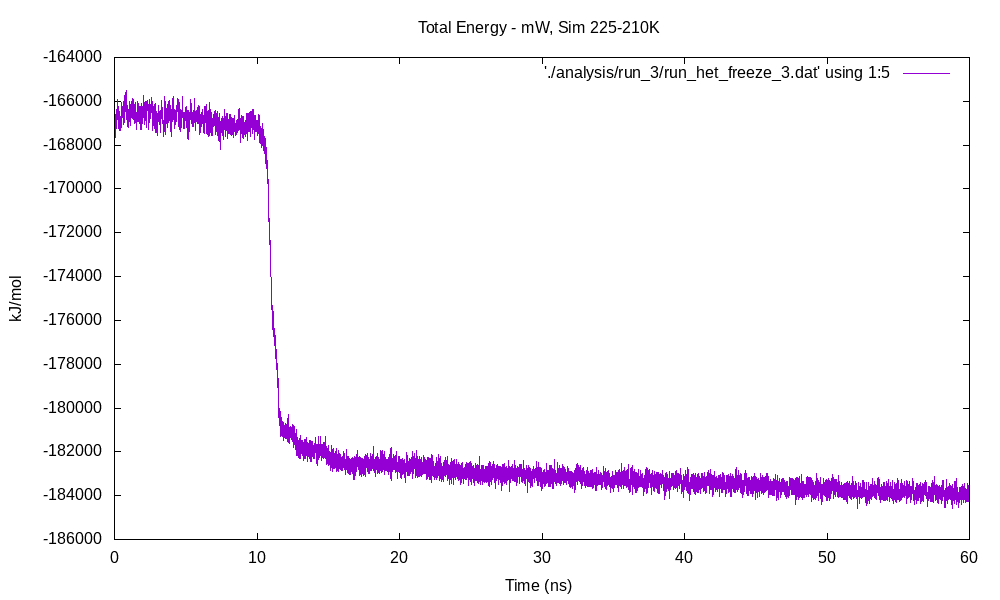 Total Energy - mW, Sim 225-210K
'./analysis/run_3/run_het_freeze_3.dat' using 1:5
-164000
-166000
-168000
-170000
-172000
-174000
-176000
-178000
-180000
-182000
-184000
-186000
kJ/mol
0 10 20 30 40 50 60
Time (ns)